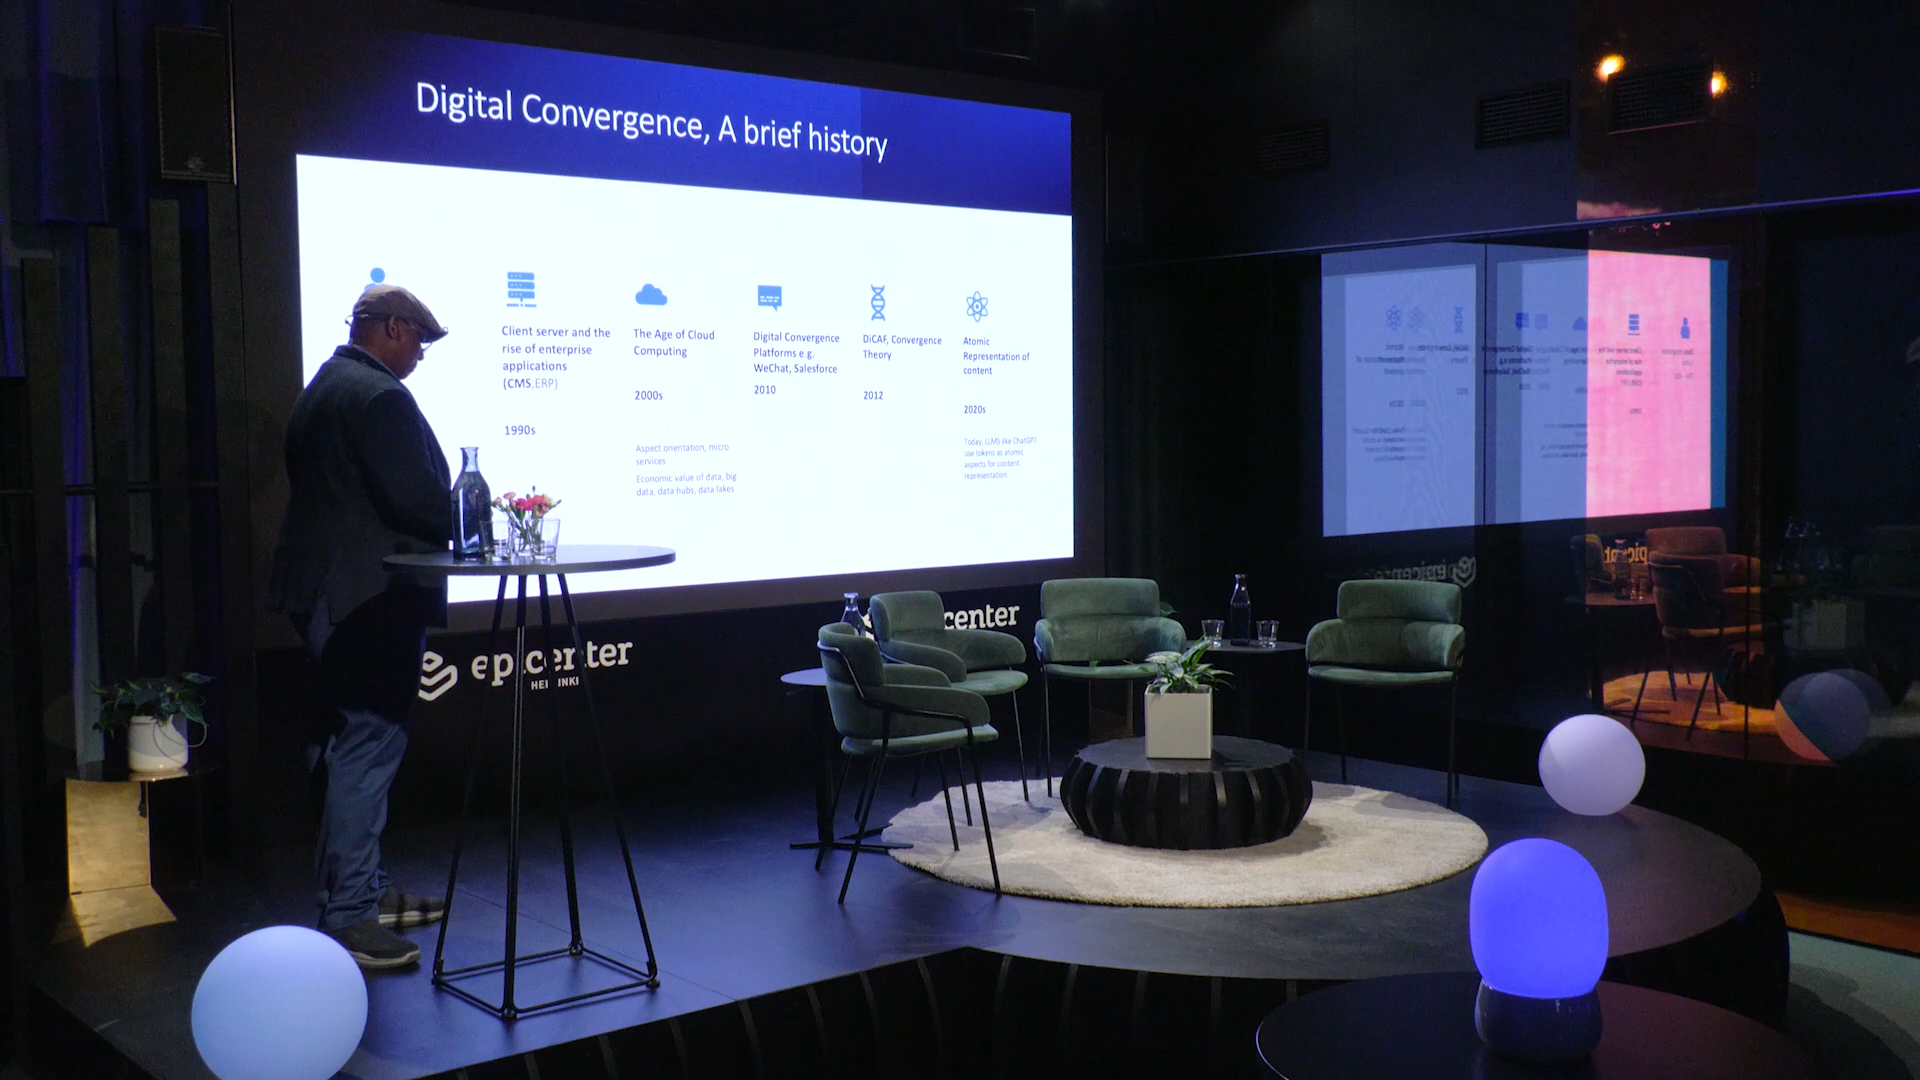 Digital Convergence, A brief history
Client server and the
rise of enterprise
applications
(CMS,ERP)
1990s
The Age of Cloud
Computing
2000s
Aspect orientation, micro
services
Economic value of data, big
data, data hubs, data lakes
Digital Convergence
Platforms e.g.
WeChat, Salesforce
2010
DiCAF, Convergence
Theory
2012
Atomic
Representation of
content
2020s
Today, LLMS like ChatGPT
use tokens as atomic
aspects for content
representation
epicenter
HELSINKI
center